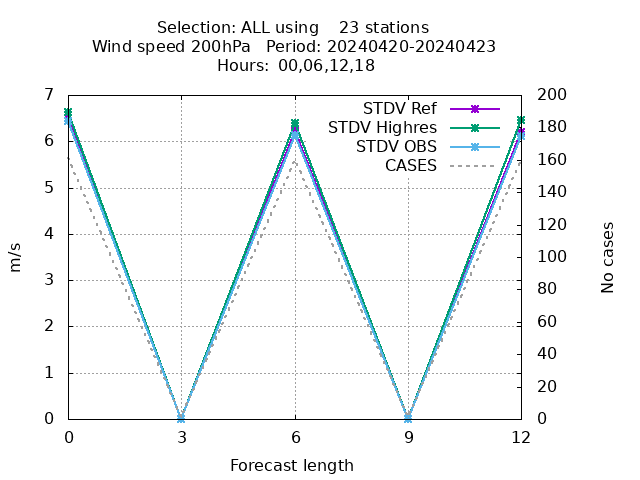 Selection: ALL using    23 stations
Wind speed 200hPa   Period: 20240420-20240423
Hours:  00,06,12,18
STDV Ref
STDV Highres
STDV OBS
CASES
m/s
7
6
5
4
3
2
1
0
200
180
160
140
120
100
80
60
40
20
0
No cases
0 3 6 9 12
Forecast length